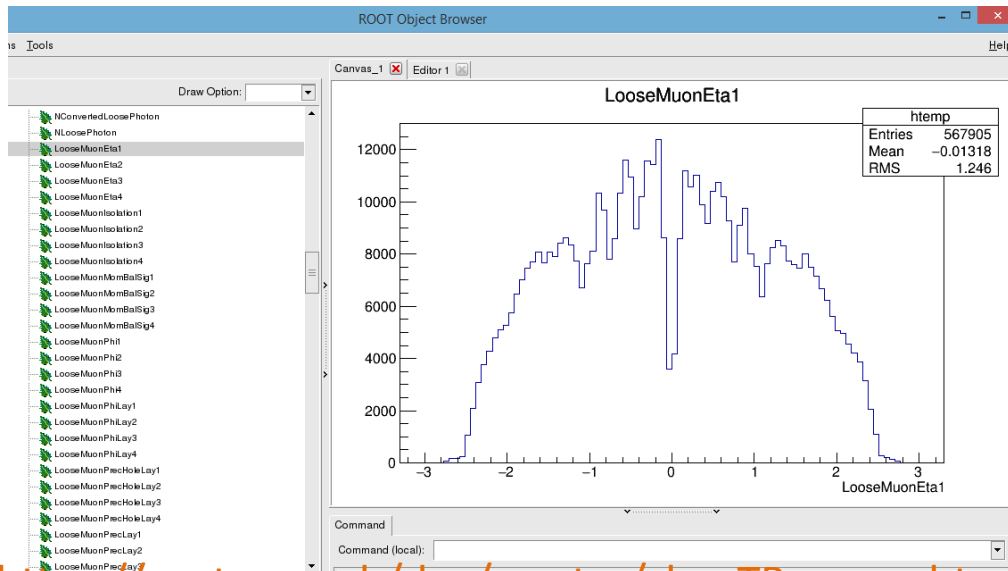 ROOT Object Browser
Tools
Help
Canvas_1 Editor 1
Draw Option:
NConvertedLoosePhoton
NLoosePhoton
LooseMuonEta1
LooseMuonEta2
LooseMuonEta3
LooseMuonEta4
LooseMuonIsolation1
LooseMuonIsolation2
LooseMuonIsolation3
LooseMuonIsolation4
LooseMuonMomBalSig1
LooseMuonMomBalSig2
LooseMuonMomBalSig3
LooseMuonMomBalSig4
LooseMuonPhi1
LooseMuonPhi2
LooseMuonPhi3
LooseMuonPhi4
LooseMuonPhiLay1
LooseMuonPhiLay2
LooseMuonPhiLay3
LooseMuonPhiLay4
LooseMuonPrecHoleLay1
LooseMuonPrecHoleLay2
LooseMuonPrecHoleLay3
LooseMuonPrecHoleLay4
LooseMuonPrecLay1
LooseMuonPrecLay2
LooseMuonPrecLay3
LooseMuonEta1
htemp
Entries 567905
Mean −0.01318
RMS 1.246
12000
10000
8000
6000
4000
2000
0
−3 −2 −1 0 1 2 3
LooseMuonEta1
Command
Command (local):